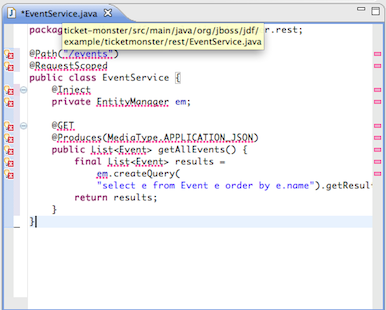 *EventService.java
packag
er.rest;
ticket-monster/src/main/java/org/jboss/jdf/
example/ticketmonster/rest/EventService.java
@Path("/events")
@RequestScoped
public class EventService {
@Inject
private EntityManager em;
@GET
@Produces(MediaType.APPLICATION_JSON)
public List<Event> getAllEvents() {
final List<Event> results =
em.createQuery(
"select e from Event e order by e.name").getResul
return results;
}
}